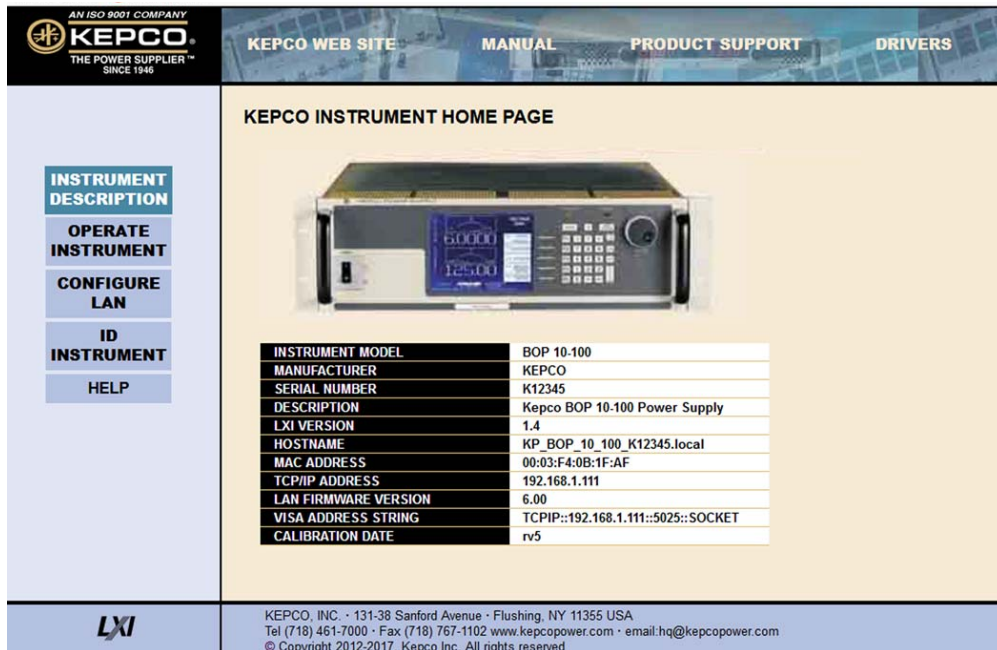 AN ISO 9001 COMPANY
KEPCO®
THE POWER SUPPLIER™
SINCE 1946
KEPCO WEB SITE MANUAL PRODUCT SUPPORT DRIVERS
KEPCO INSTRUMENT HOME PAGE
INSTRUMENT
DESCRIPTION
OPERATE
INSTRUMENT
CONFIGURE
LAN
ID
INSTRUMENT
HELP
6.0000
125.00
INSTRUMENT MODEL BOP 10-100
MANUFACTURER KEPCO
SERIAL NUMBER K12345
DESCRIPTION Kepco BOP 10-100 Power Supply
LXI VERSION 1.4
HOSTNAME KP_BOP_10_100_K12345.local
MAC ADDRESS 00:03:F4:0B:1F:AF
TCP/IP ADDRESS 192.168.1.111
LAN FIRMWARE VERSION 6.00
VISA ADDRESS STRING TCPIP::192.168.1.111::5025::SOCKET
CALIBRATION DATE rv5
LXI
KEPCO, INC. · 131-38 Sanford Avenue · Flushing, NY 11355 USA
Tel (718) 461-7000 · Fax (718) 767-1102 www.kepcopower.com · email:hq@kepcopower.com
© Copyright 2012-2017, Kepco Inc. All rights reserved